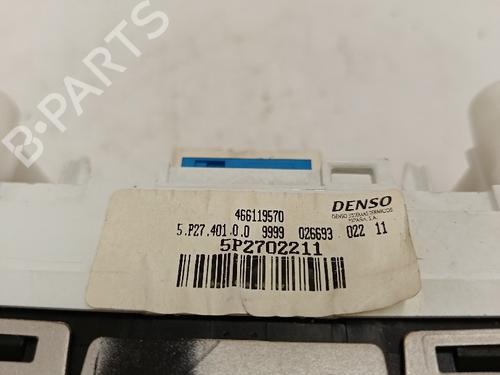 B-PARTS
466119570
DENSO
DENSO SISTEMAS TERMICOS
ESPAÑA, S.A.
5.P27.401.0.0 9999 026693 022 11
5P2702211